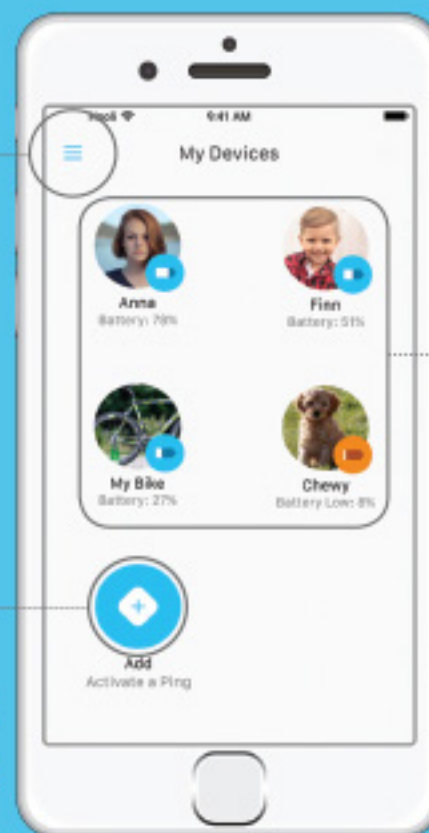 9:41 AM
My Devices
Anna
Battery: 78%
Finn
Battery: 51%
My Bike
Battery: 27%
Chewy
Battery Low: 8%
Add
Activate a Ping